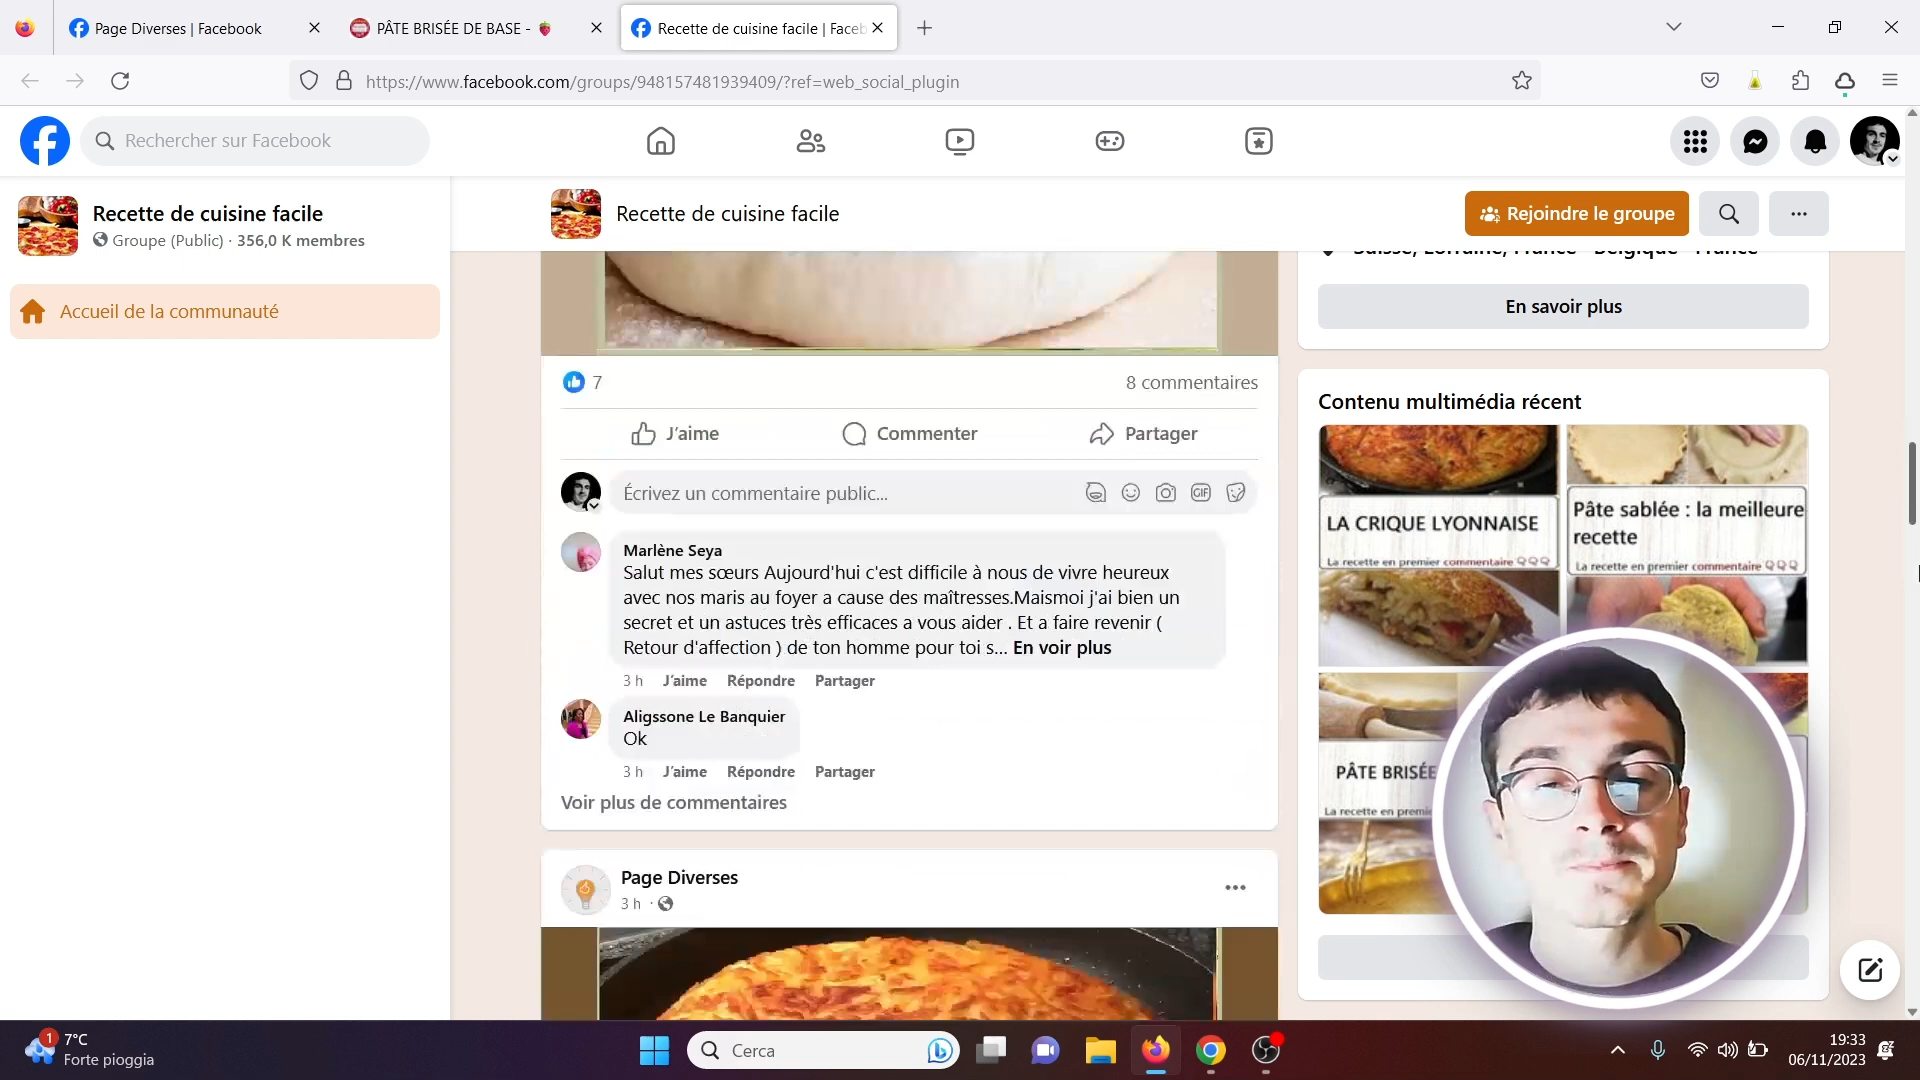 Page Diverses | Facebook
PÂTE BRISÉE DE BASE - 🍓
Recette de cuisine facile | Faceb
https://www.facebook.com/groups/948157481939409/?ref=web_social_plugin
Rechercher sur Facebook
Recette de cuisine facile
Groupe (Public) · 356,0 K membres
Accueil de la communauté
Recette de cuisine facile
Rejoindre le groupe
En savoir plus
7
8 commentaires
J'aime
Commenter
Partager
Écrivez un commentaire public...
GIF
Marlène Seya
Salut mes sœurs Aujourd'hui c'est difficile à nous de vivre heureux
avec nos maris au foyer a cause des maîtresses.Maismoi j'ai bien un
secret et un astuces très efficaces a vous aider . Et a faire revenir (
Retour d'affection ) de ton homme pour toi s... En voir plus
3 h J'aime Répondre Partager
Aligssone Le Banquier
Ok
3 h J'aime Répondre Partager
Voir plus de commentaires
Page Diverses
3 h ·
Contenu multimédia récent
LA CRIQUE LYONNAISE
La recette en premier commentaire
Pâte sablée : la meilleure
recette
La recette en premier commentaire
PÂTE BRISÉE
La recette en premi
1
7°C
Forte pioggia
Cerca
19:33
06/11/2023